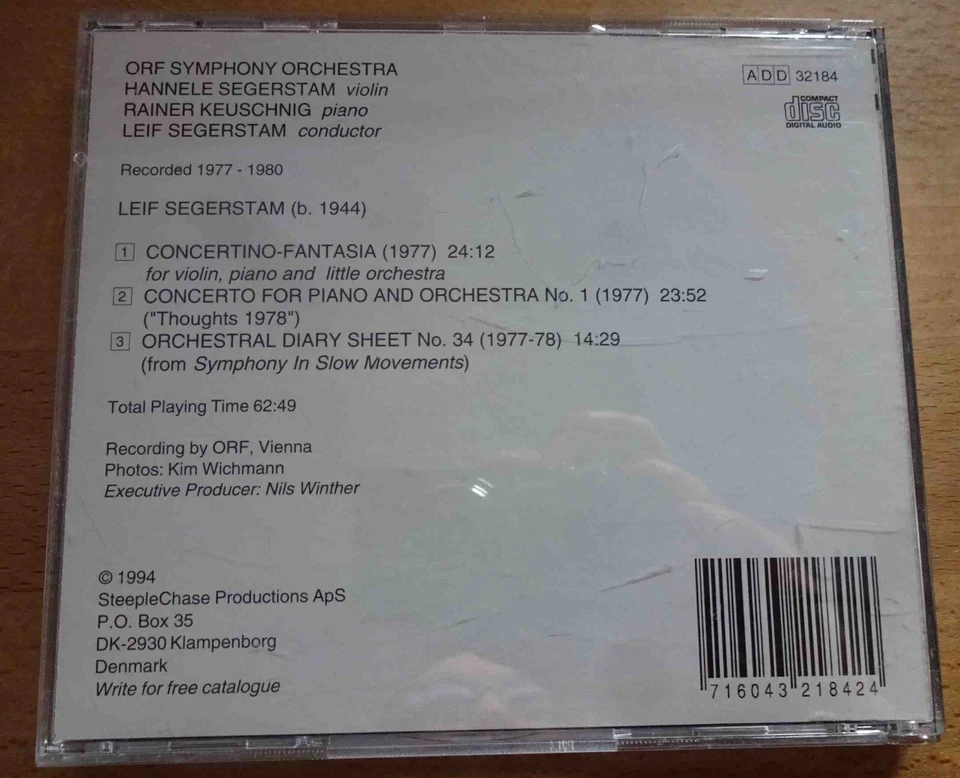 ORF SYMPHONY ORCHESTRA
HANNELE SEGERSTAM violin
RAINER KEUSCHNIG piano
LEIF SEGERSTAM conductor
ADD 32184
COMPACT
disc
DIGITAL AUDIO
Recorded 1977 - 1980
LEIF SEGERSTAM (b. 1944)
1 CONCERTINO-FANTASIA (1977) 24:12
for violin, piano and little orchestra
2 CONCERTO FOR PIANO AND ORCHESTRA No. 1 (1977) 23:52
("Thoughts 1978")
3 ORCHESTRAL DIARY SHEET No. 34 (1977-78) 14:29
(from Symphony In Slow Movements)
Total Playing Time 62:49
Recording by ORF, Vienna
Photos: Kim Wichmann
Executive Producer: Nils Winther
© 1994
SteepleChase Productions ApS
P.O. Box 35
DK-2930 Klampenborg
Denmark
Write for free catalogue
716043 218424